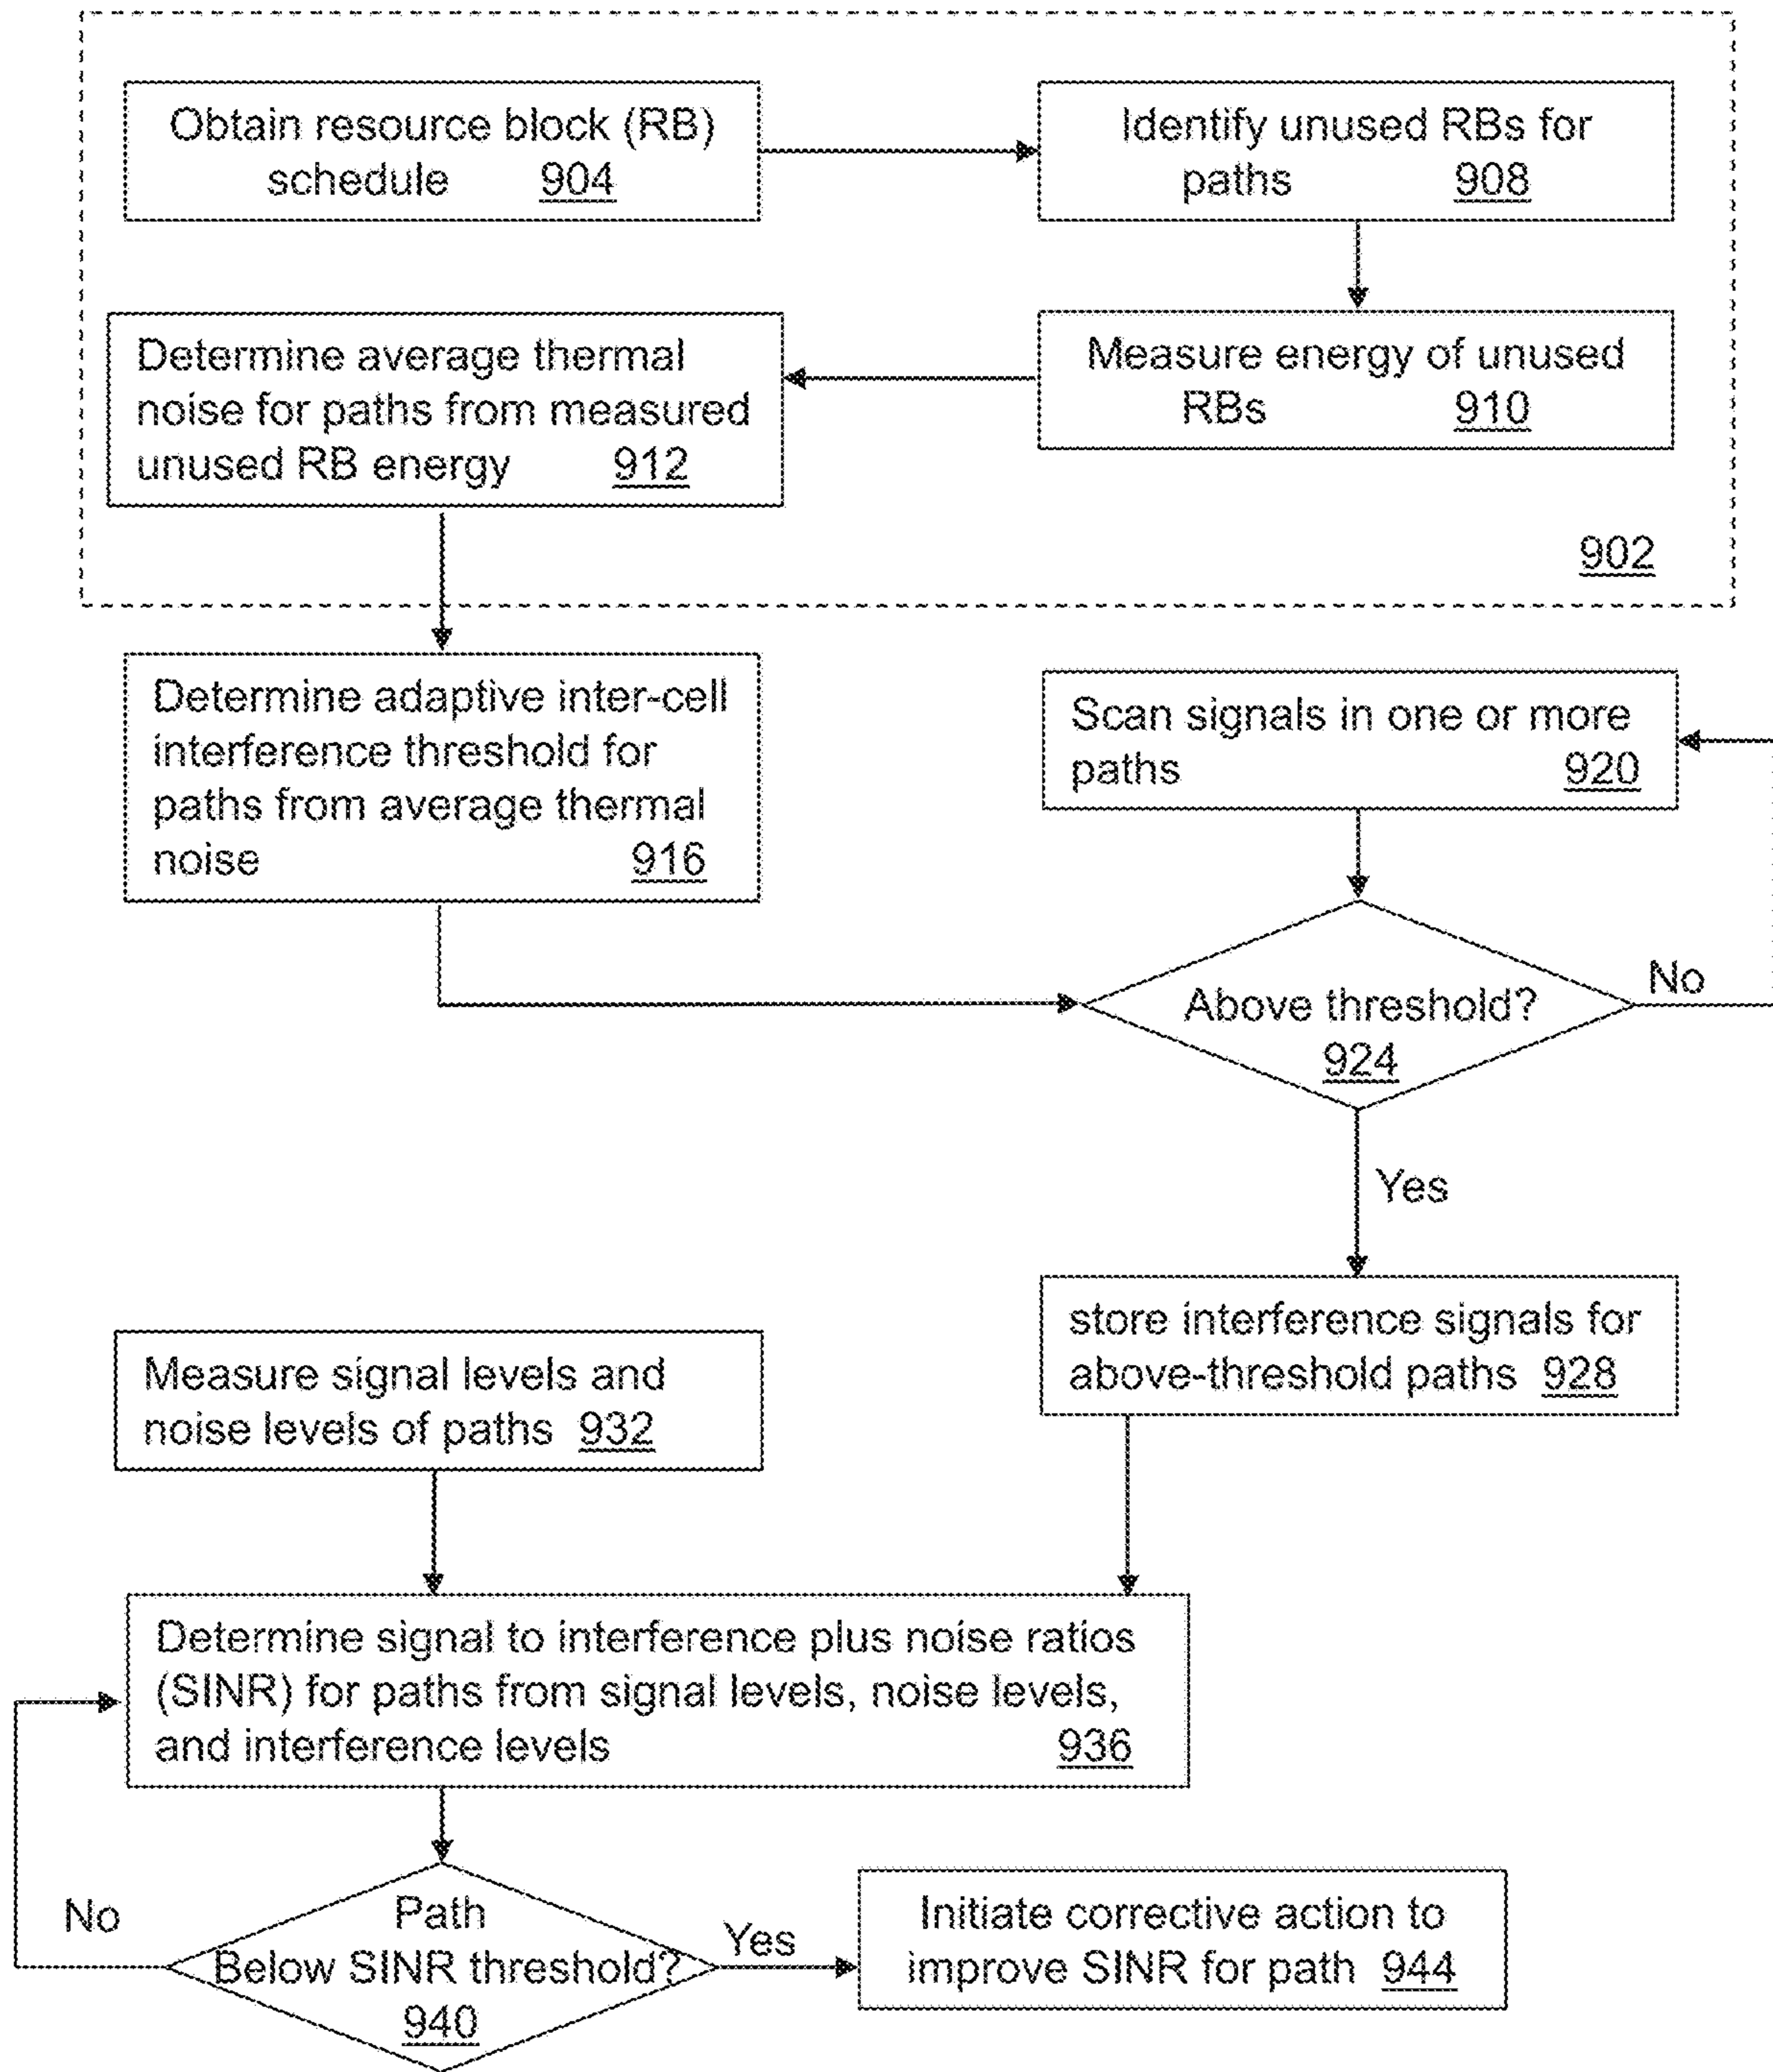 Obtain resource block (RB)
schedule 904
Identify unused RBs for
paths 908
Determine average thermal
noise for paths from measured
unused RB energy 912
Measure energy of unused
RBs 910
902
Determine adaptive inter-cell
interference threshold for
paths from average thermal
noise 916
Scan signals in one or more
paths 920
Above threshold?
924
No
Yes
store interference signals for
above-threshold paths 928
Measure signal levels and
noise levels of paths 932
Determine signal to interference plus noise ratios
(SINR) for paths from signal levels, noise levels,
and interference levels 936
No
Path
Below SINR threshold?
940
Yes
Initiate corrective action to
improve SINR for path 944